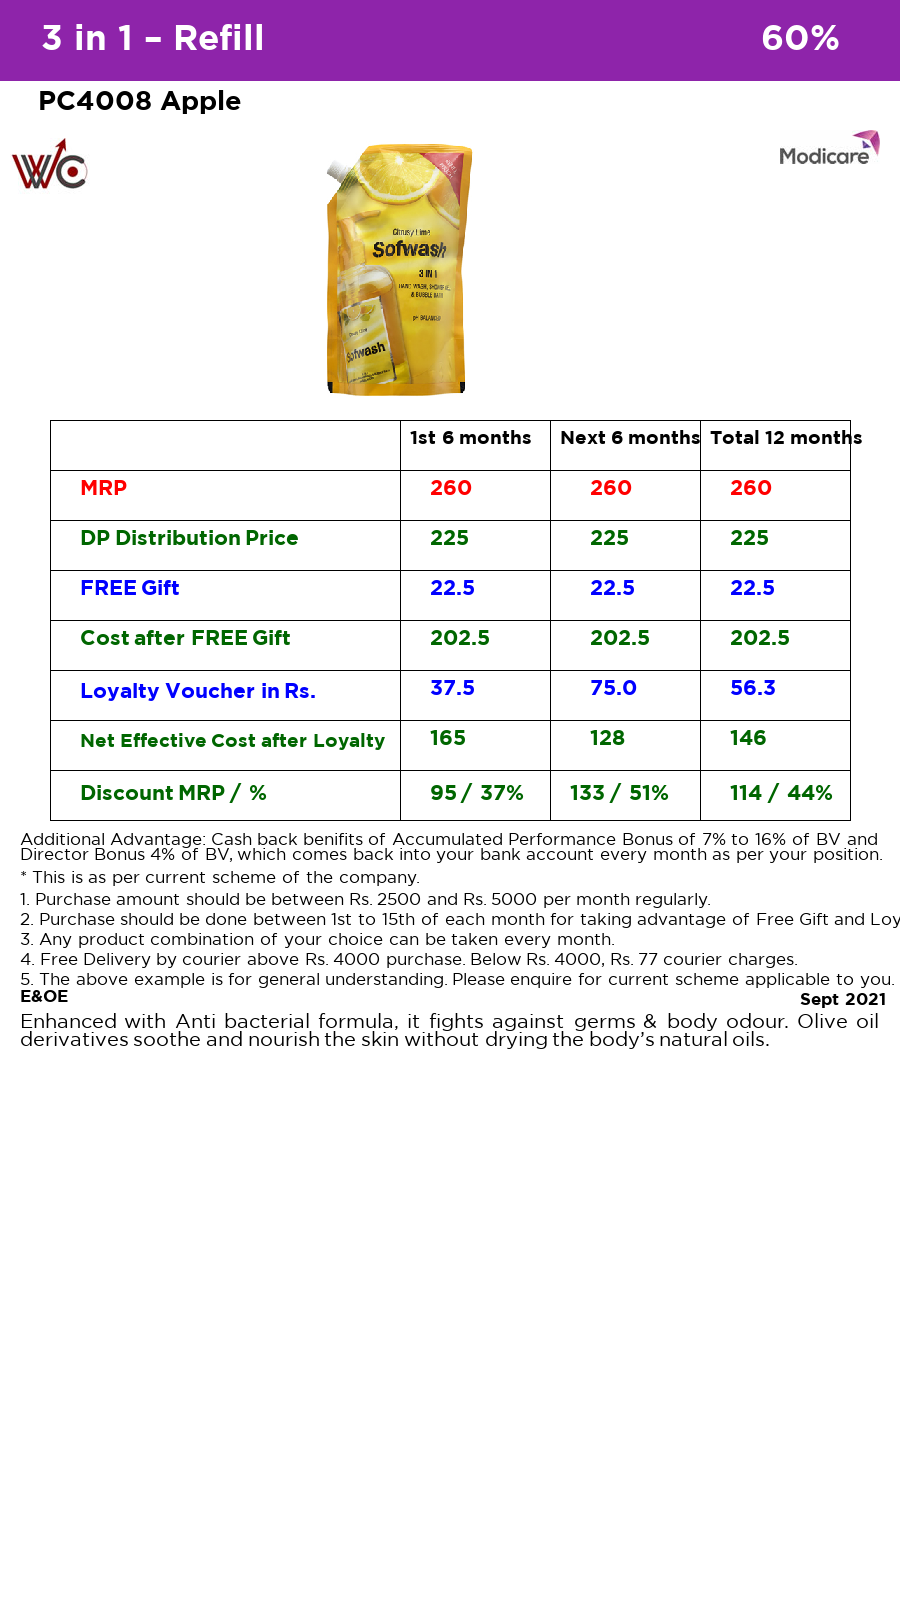 3 in 1 – Refill 60%
PC4008 Apple
WC
Modicare
Citrusy Lime
Sofwash
3 IN 1
HAND WASH, SHOWER GEL
& BUBBLE BATH
pH BALANCED
Sofwash
1st 6 months Next 6 months Total 12 months
MRP 260 260 260
DP Distribution Price 225 225 225
FREE Gift 22.5 22.5 22.5
Cost after FREE Gift 202.5 202.5 202.5
Loyalty Voucher in Rs. 37.5 75.0 56.3
Net Effective Cost after Loyalty 165 128 146
Discount MRP / % 95 / 37% 133 / 51% 114 / 44%
Additional Advantage: Cash back benifits of Accumulated Performance Bonus of 7% to 16% of BV and
Director Bonus 4% of BV, which comes back into your bank account every month as per your position.
* This is as per current scheme of the company.
1. Purchase amount should be between Rs. 2500 and Rs. 5000 per month regularly.
2. Purchase should be done between 1st to 15th of each month for taking advantage of Free Gift and Loy
3. Any product combination of your choice can be taken every month.
4. Free Delivery by courier above Rs. 4000 purchase. Below Rs. 4000, Rs. 77 courier charges.
5. The above example is for general understanding. Please enquire for current scheme applicable to you.
E&OE
Sept 2021
Enhanced with Anti bacterial formula, it fights against germs & body odour. Olive oil
derivatives soothe and nourish the skin without drying the body's natural oils.